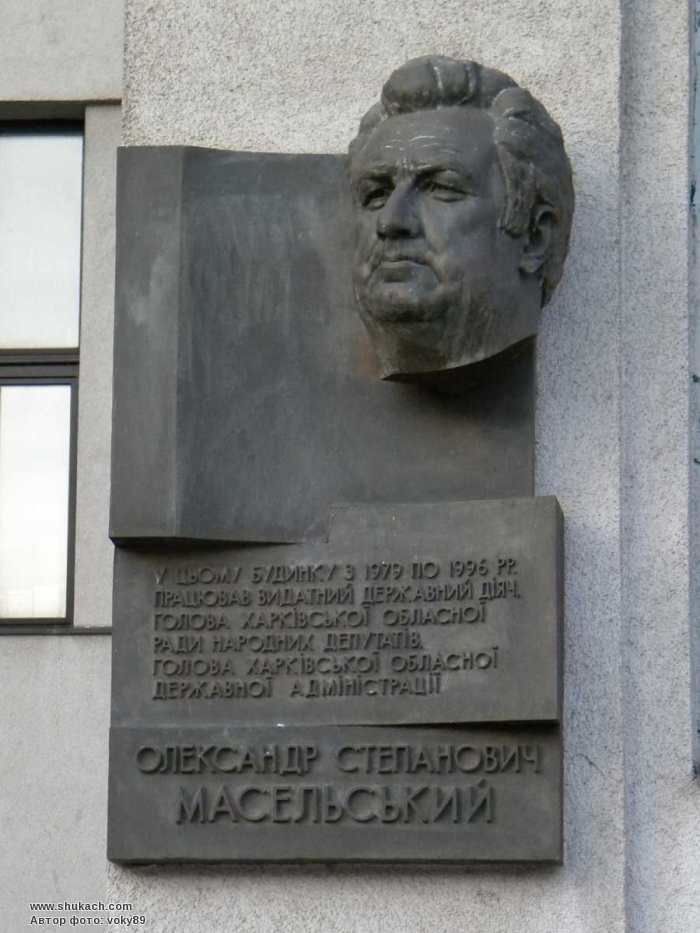 У ЦЬОМУ БУДИНКУ З 1979 ПО 1996 РР.
ПРАЦЮВАВ ВИДАТНИЙ ДЕРЖАВНИЙ ДІЯЧ,
ГОЛОВА ХАРКІВСЬКОЇ ОБЛАСНОЇ
РАДИ НАРОДНИХ ДЕПУТАТІВ,
ГОЛОВА ХАРКІВСЬКОЇ ОБЛАСНОЇ
ДЕРЖАВНОЇ АДМІНІСТРАЦІЇ
ОЛЕКСАНДР СТЕПАНОВИЧ
МАСЕЛЬСЬКИЙ
www.shukach.com
Автор фото: voky89